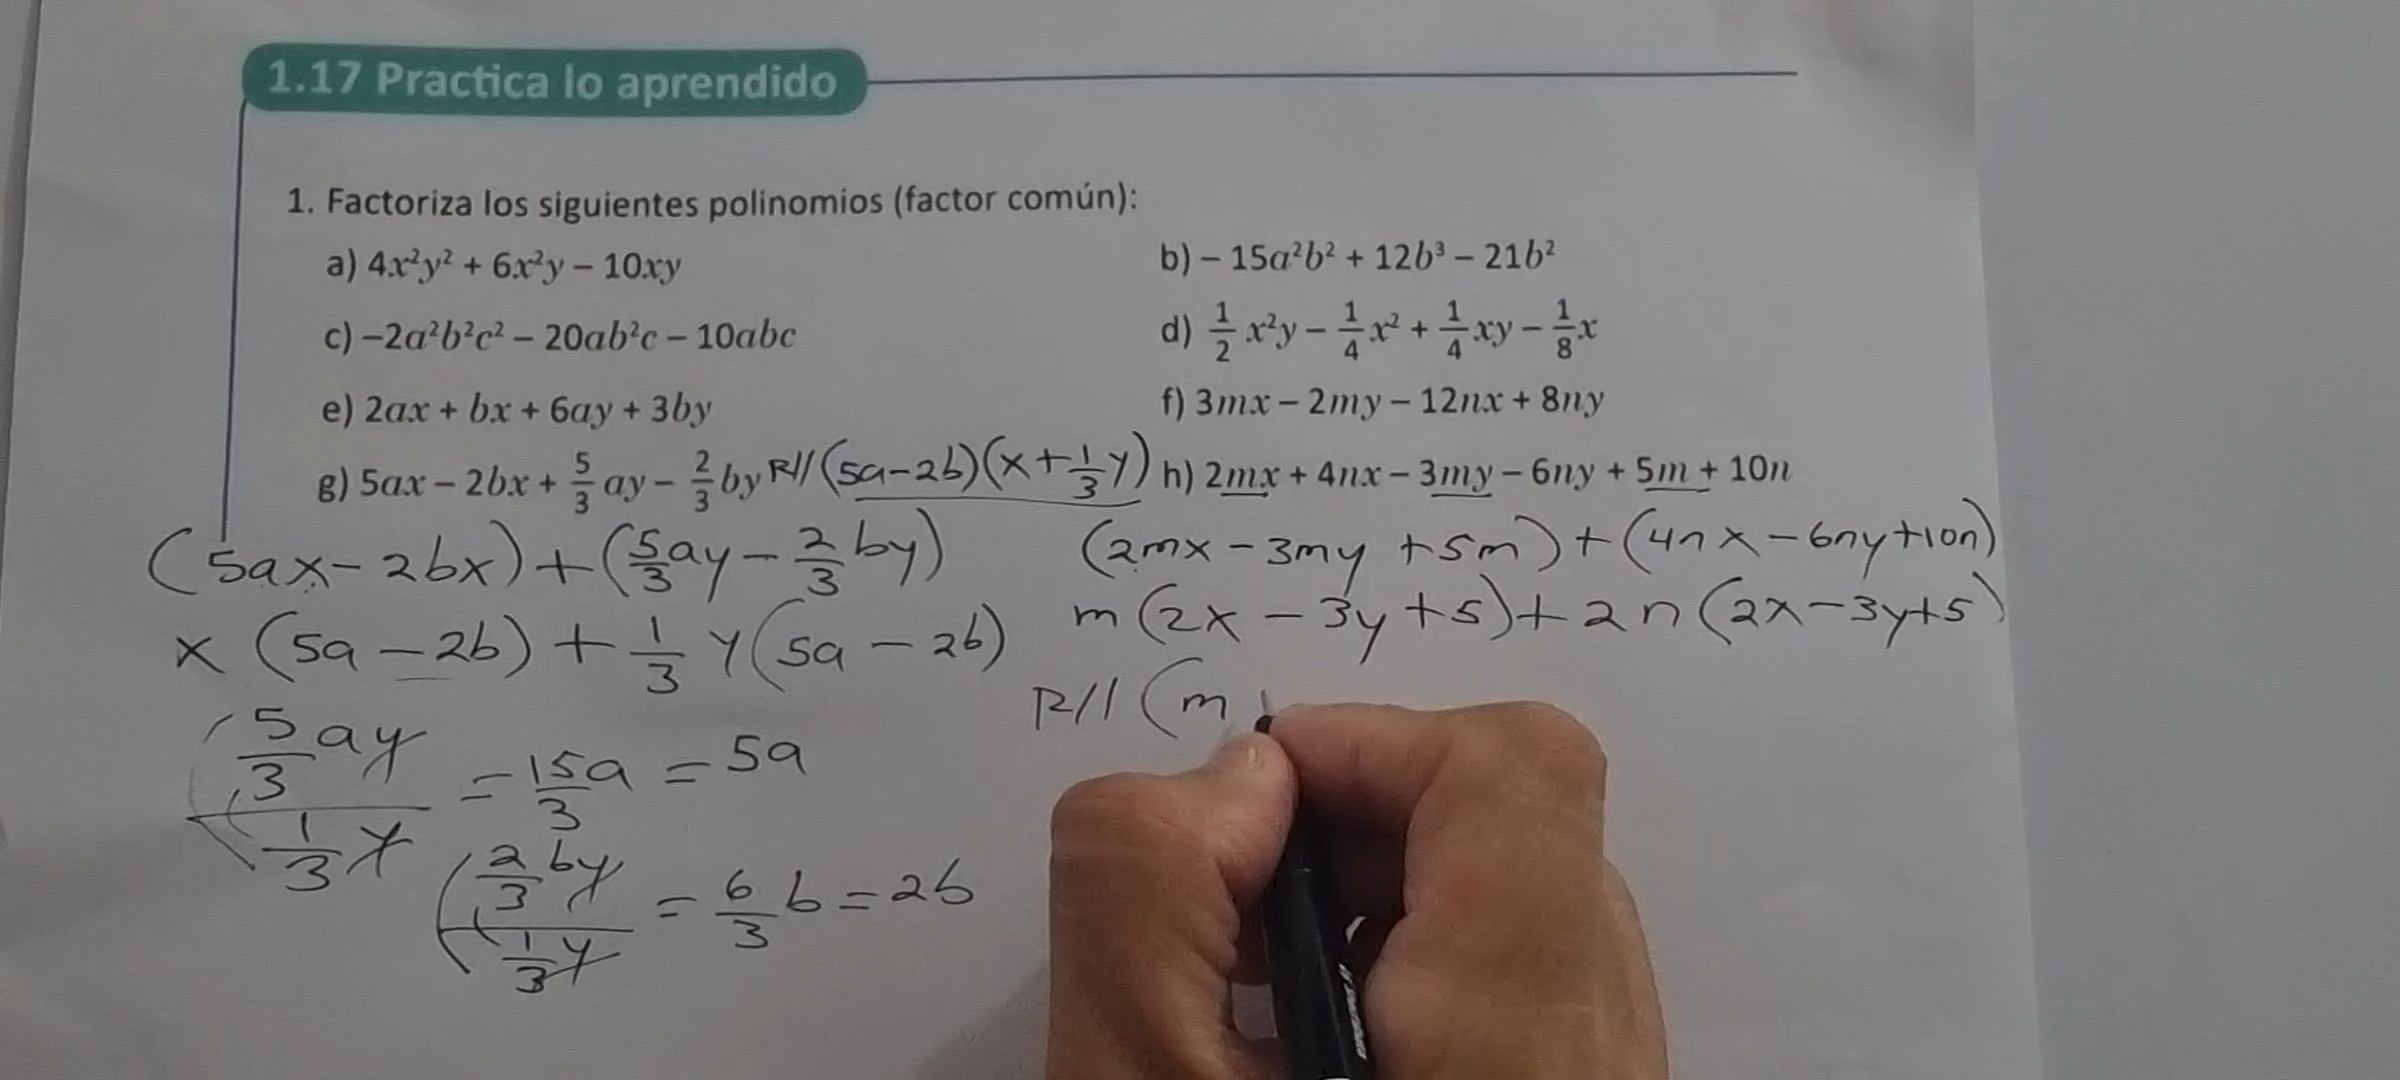 1.17 Practica lo aprendido
1. Factoriza los siguientes polinomios (factor común):
a) 4x²y² + 6x²y – 10xy
b) – 15a²b² + 12b³ – 21b²
c) –2a²b²c² – 20ab²c – 10abc
d) 1/2 x²y – 1/4 x² + 1/4 xy – 1/8 x
e) 2ax + bx + 6ay + 3by
f) 3mx – 2my – 12nx + 8ny
g) 5ax – 2bx + 5/3 ay – 2/3 by R// (5a-2b)(x+1/3 y)
h) 2mx + 4nx – 3my – 6ny + 5m + 10n
(5ax-2bx)+(5/3 ay-2/3 by)
x(5a-2b)+1/3 y(5a-2b)
5/3 ay / 1/3 y = 15a/3 = 5a
2/3 by / 1/3 y = 6/3 b = 2b
(2mx-3my+5m)+(4nx-6ny+10n)
m(2x-3y+5)+2n(2x-3y+5)
R// (m